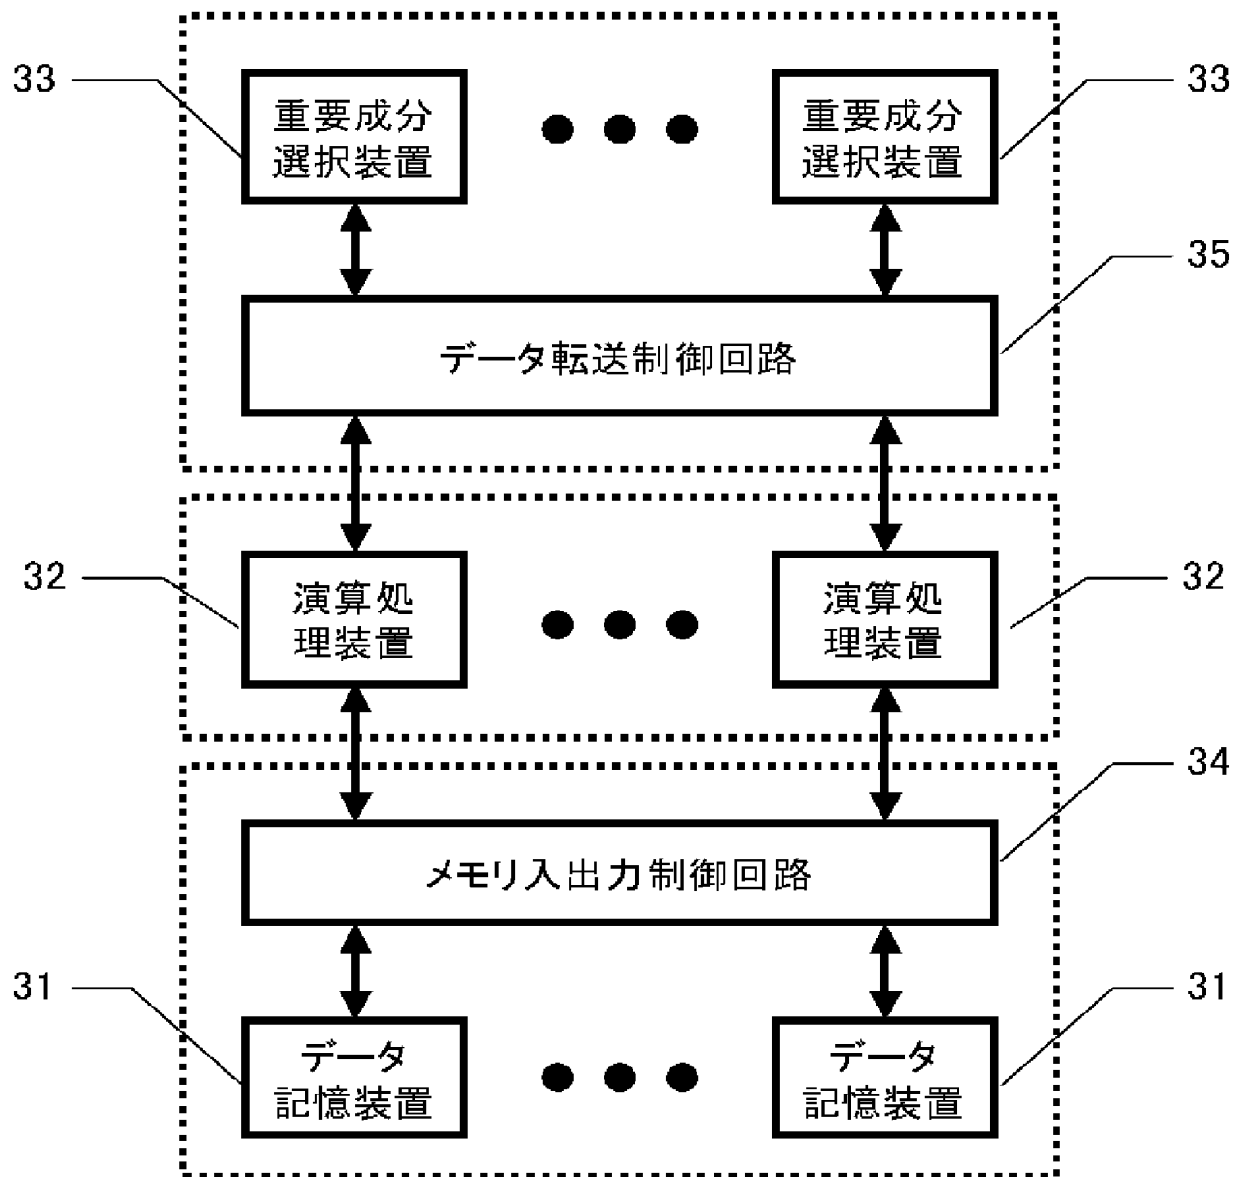 33
重要成分
選択装置
重要成分
選択装置
33
35
データ転送制御回路
32
演算処
理装置
演算処
理装置
32
34
メモリ入出力制御回路
31
データ
記憶装置
データ
記憶装置
31